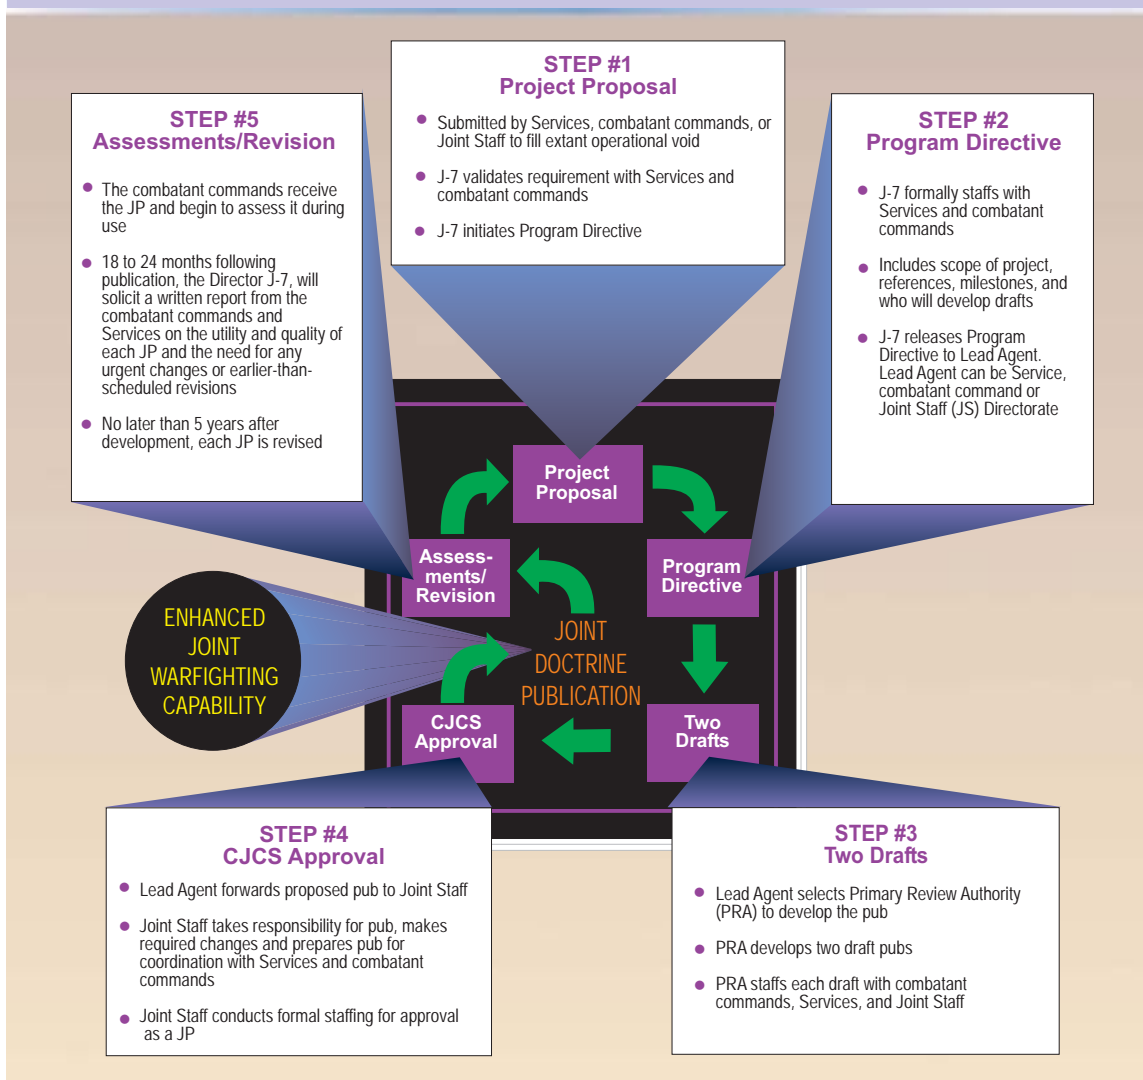 STEP #1
Project Proposal
● Submitted by Services, combatant commands, or
Joint Staff to fill extant operational void
● J-7 validates requirement with Services and
combatant commands
● J-7 initiates Program Directive
STEP #2
Program Directive
● J-7 formally staffs with
Services and combatant
commands
● Includes scope of project,
references, milestones, and
who will develop drafts
● J-7 releases Program
Directive to Lead Agent.
Lead Agent can be Service,
combatant command or
Joint Staff (JS) Directorate
STEP #5
Assessments/Revision
● The combatant commands receive
the JP and begin to assess it during
use
● 18 to 24 months following
publication, the Director J-7, will
solicit a written report from the
combatant commands and
Services on the utility and quality of
each JP and the need for any
urgent changes or earlier-than-
scheduled revisions
● No later than 5 years after
development, each JP is revised
Project
Proposal
Assess-
ments/
Revision
Program
Directive
ENHANCED
JOINT
WARFIGHTING
CAPABILITY
JOINT
DOCTRINE
PUBLICATION
CJCS
Approval
Two
Drafts
STEP #4
CJCS Approval
● Lead Agent forwards proposed pub to Joint Staff
● Joint Staff takes responsibility for pub, makes
required changes and prepares pub for
coordination with Services and combatant
commands
● Joint Staff conducts formal staffing for approval
as a JP
STEP #3
Two Drafts
● Lead Agent selects Primary Review Authority
(PRA) to develop the pub
● PRA develops two draft pubs
● PRA staffs each draft with combatant
commands, Services, and Joint Staff